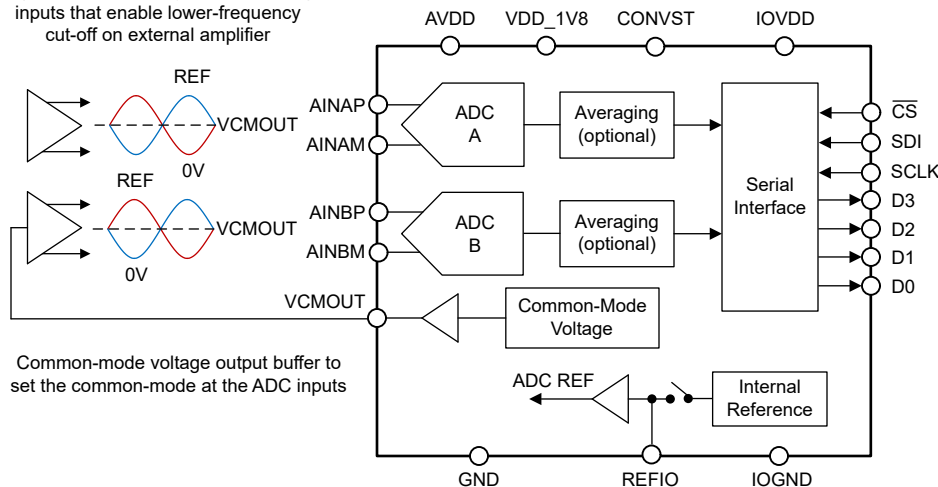 inputs that enable lower-frequency
cut-off on external amplifier
AVDD
VDD_1V8
CONVST
IOVDD
REF
VCMOUT
0V
REF
VCMOUT
0V
AINAP
AINAM
ADC
A
Averaging
(optional)
AINBP
AINBM
ADC
B
Averaging
(optional)
Serial
Interface
CS
SDI
SCLK
D3
D2
D1
D0
VCMOUT
Common-Mode
Voltage
Common-mode voltage output buffer to
set the common-mode at the ADC inputs
ADC REF
Internal
Reference
GND
REFIO
IOGND